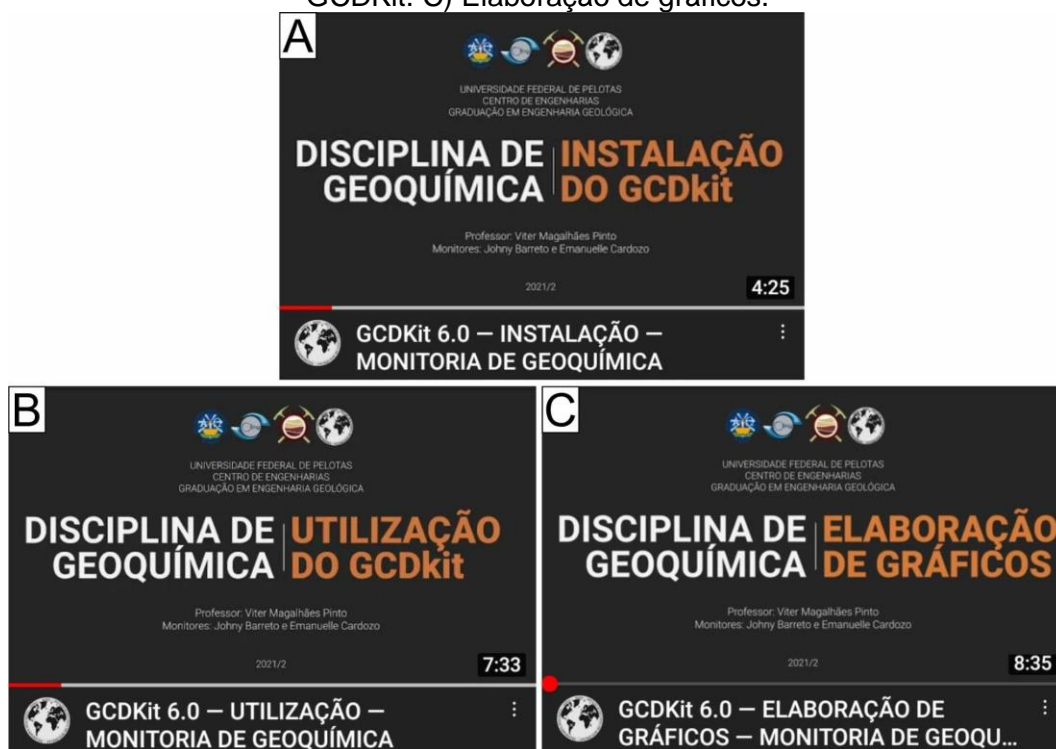 GCDKit. C) Elaboração de gráficos.
A
UNIVERSIDADE FEDERAL DE PELOTAS
CENTRO DE ENGENHARIAS
GRADUAÇÃO EM ENGENHARIA GEOLÓGICA
DISCIPLINA DE
GEOQUÍMICA
INSTALAÇÃO
DO GCDkit
Professor: Viter Magalhães Pinto
Monitores: Johny Barreto e Emanuelle Cardozo
2021/2
4:25
GCDKit 6.0 — INSTALAÇÃO —
MONITORIA DE GEOQUÍMICA
B
UNIVERSIDADE FEDERAL DE PELOTAS
CENTRO DE ENGENHARIAS
GRADUAÇÃO EM ENGENHARIA GEOLÓGICA
DISCIPLINA DE
GEOQUÍMICA
UTILIZAÇÃO
DO GCDkit
Professor: Viter Magalhães Pinto
Monitores: Johny Barreto e Emanuelle Cardozo
2021/2
7:33
GCDKit 6.0 — UTILIZAÇÃO —
MONITORIA DE GEOQUÍMICA
C
UNIVERSIDADE FEDERAL DE PELOTAS
CENTRO DE ENGENHARIAS
GRADUAÇÃO EM ENGENHARIA GEOLÓGICA
DISCIPLINA DE
GEOQUÍMICA
ELABORAÇÃO
DE GRÁFICOS
Professor: Viter Magalhães Pinto
Monitores: Johny Barreto e Emanuelle Cardozo
2021/2
8:35
GCDKit 6.0 — ELABORAÇÃO DE
GRÁFICOS — MONITORIA DE GEOQU...